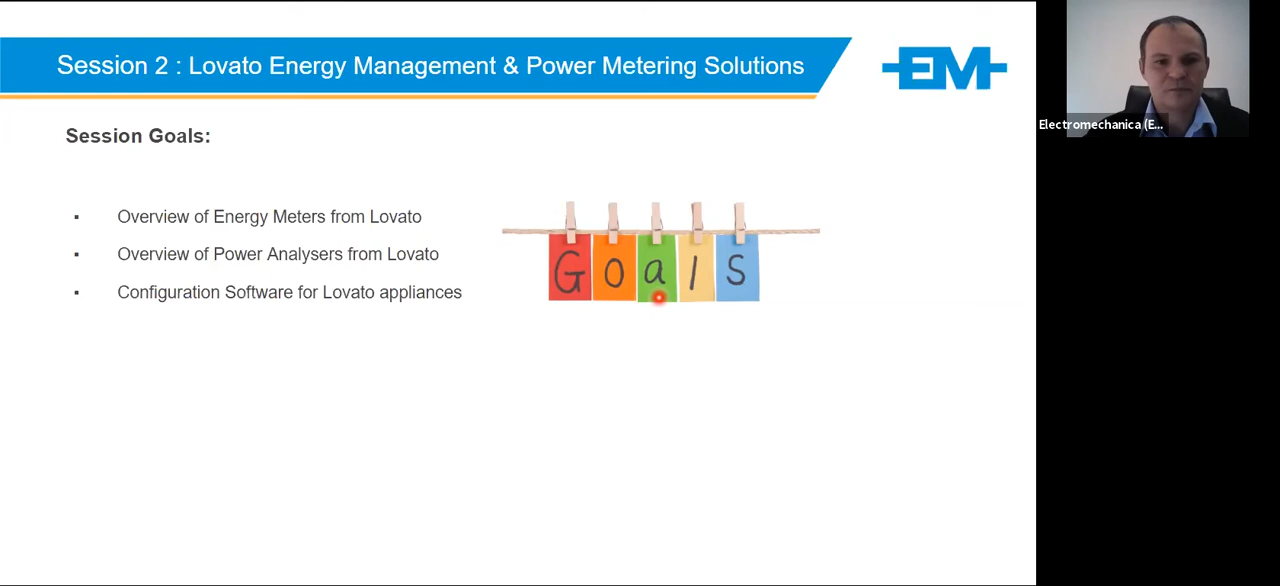 Session 2 : Lovato Energy Management & Power Metering Solutions
EM
Session Goals:
▪ Overview of Energy Meters from Lovato
▪ Overview of Power Analysers from Lovato
▪ Configuration Software for Lovato appliances
Goals
Electromechanica (E...